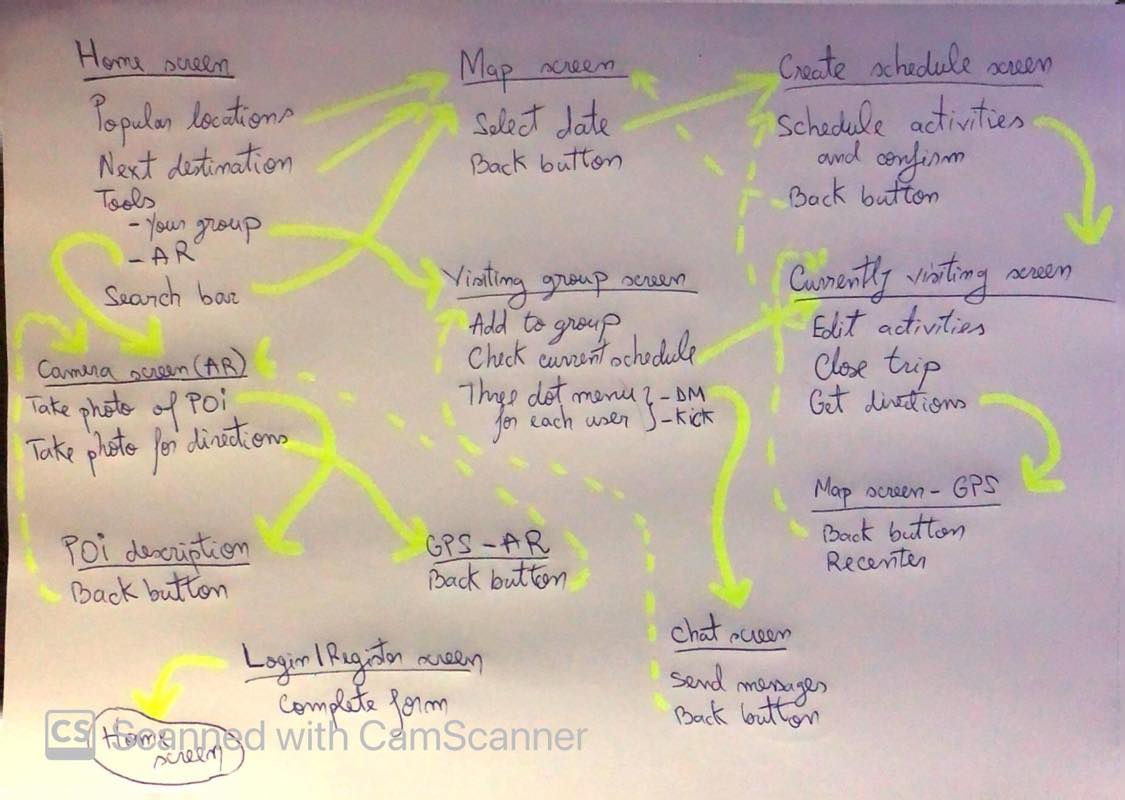 Home screen
Popular locations
Next destination
Tools
- Your group
- AR
Search bar
Map screen
Select date
Back button
Create schedule screen
Schedule activities
and confirm
Back button
Visiting group screen
Add to group
Check current schedule
Three dot menu } - DM
for each user } - Kick
Currently visiting screen
Edit activities
Close trip
Get directions
Camera screen (AR)
Take photo of POi
Take photo for directions
Map screen - GPS
Back button
Recenter
POi description
Back button
GPS - AR
Back button
Chat screen
Send messages
Back button
Login/Register screen
Complete form
Home
screen
CS Scanned with CamScanner